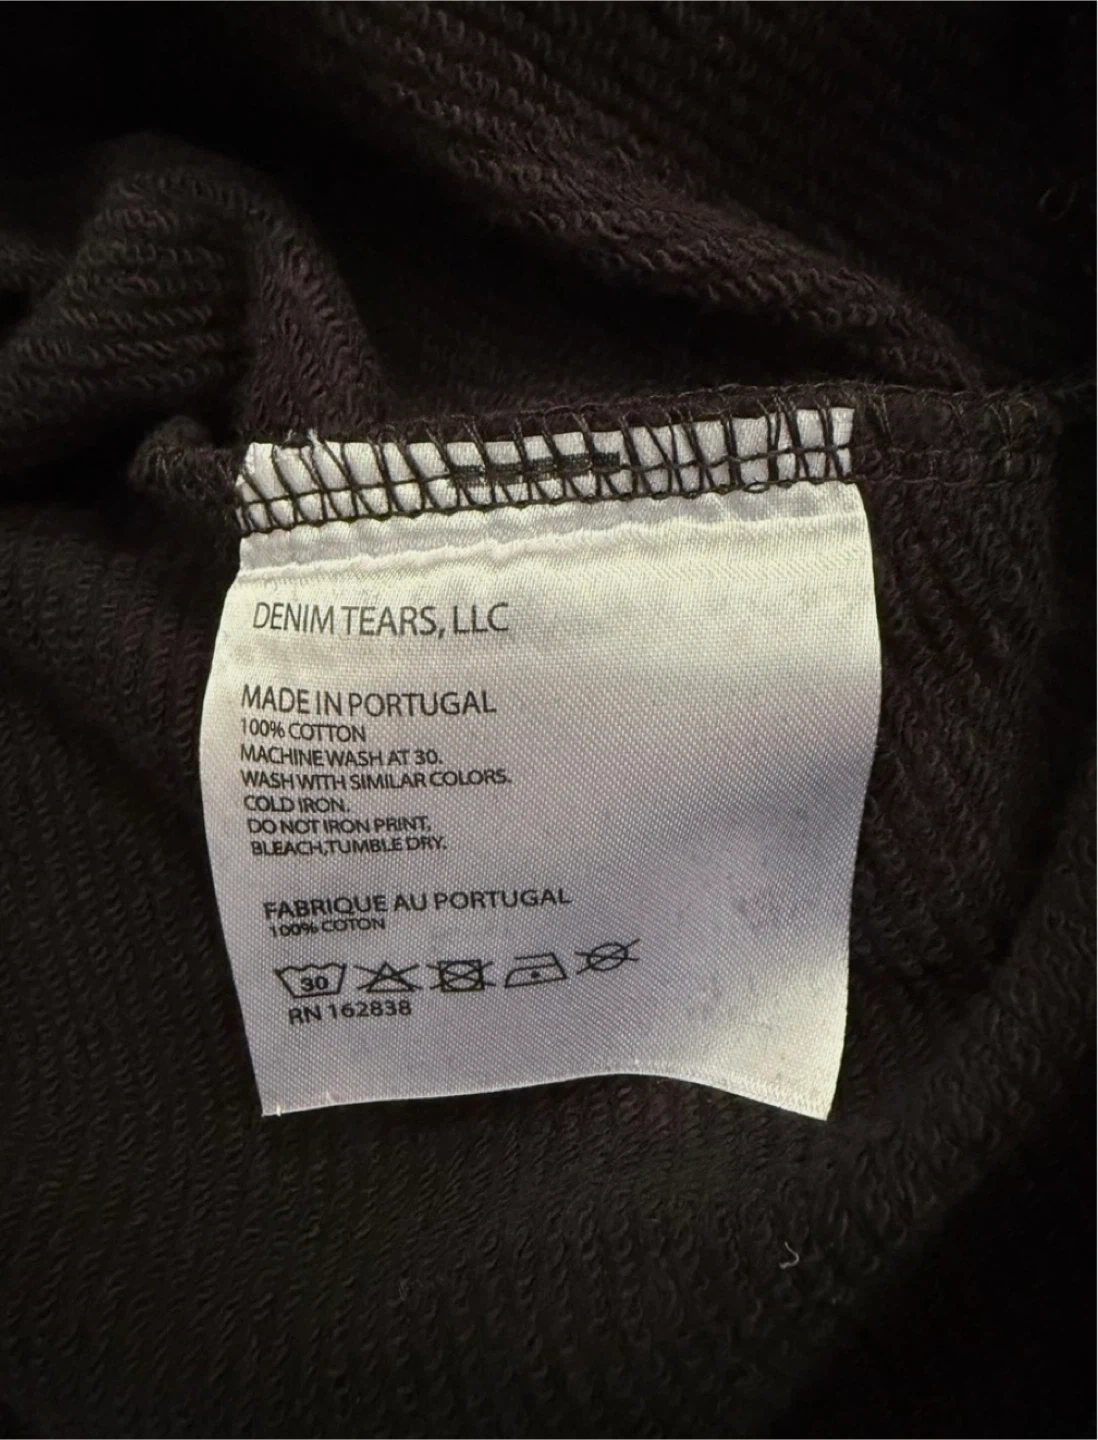 DENIM TEARS, LLC
MADE IN PORTUGAL
100% COTTON
MACHINE WASH AT 30.
WASH WITH SIMILAR COLORS.
COLD IRON.
DO NOT IRON PRINT,
BLEACH,TUMBLE DRY.
FABRIQUE AU PORTUGAL
100% COTON
30
RN 162838